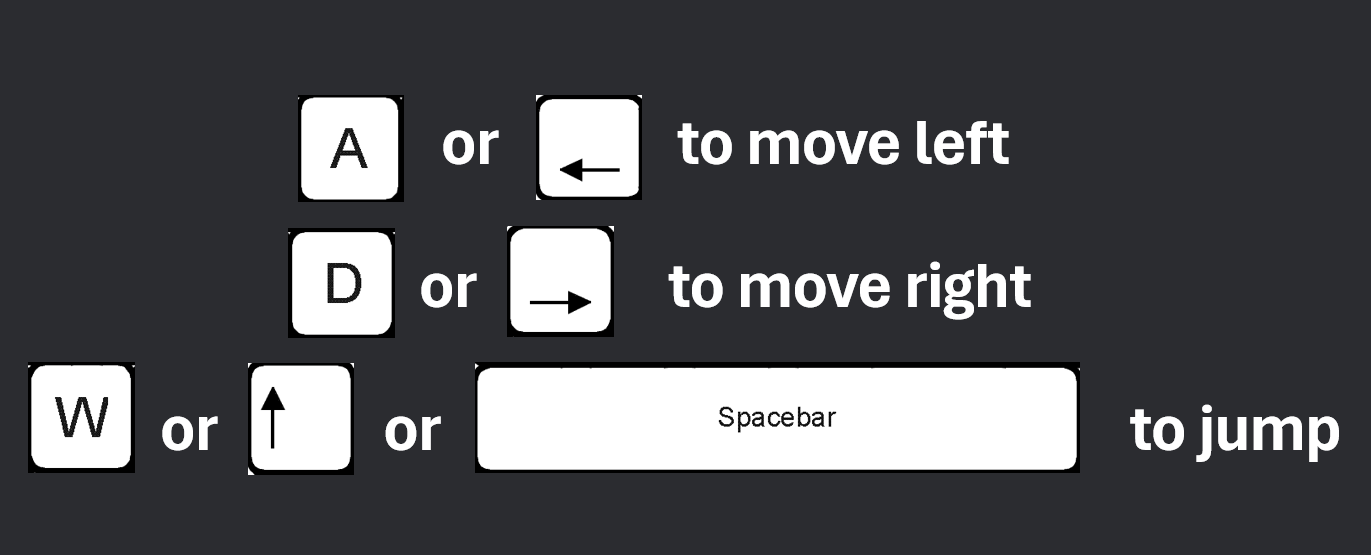 A or ← to move left
D or → to move right
W or ↑ or Spacebar to jump